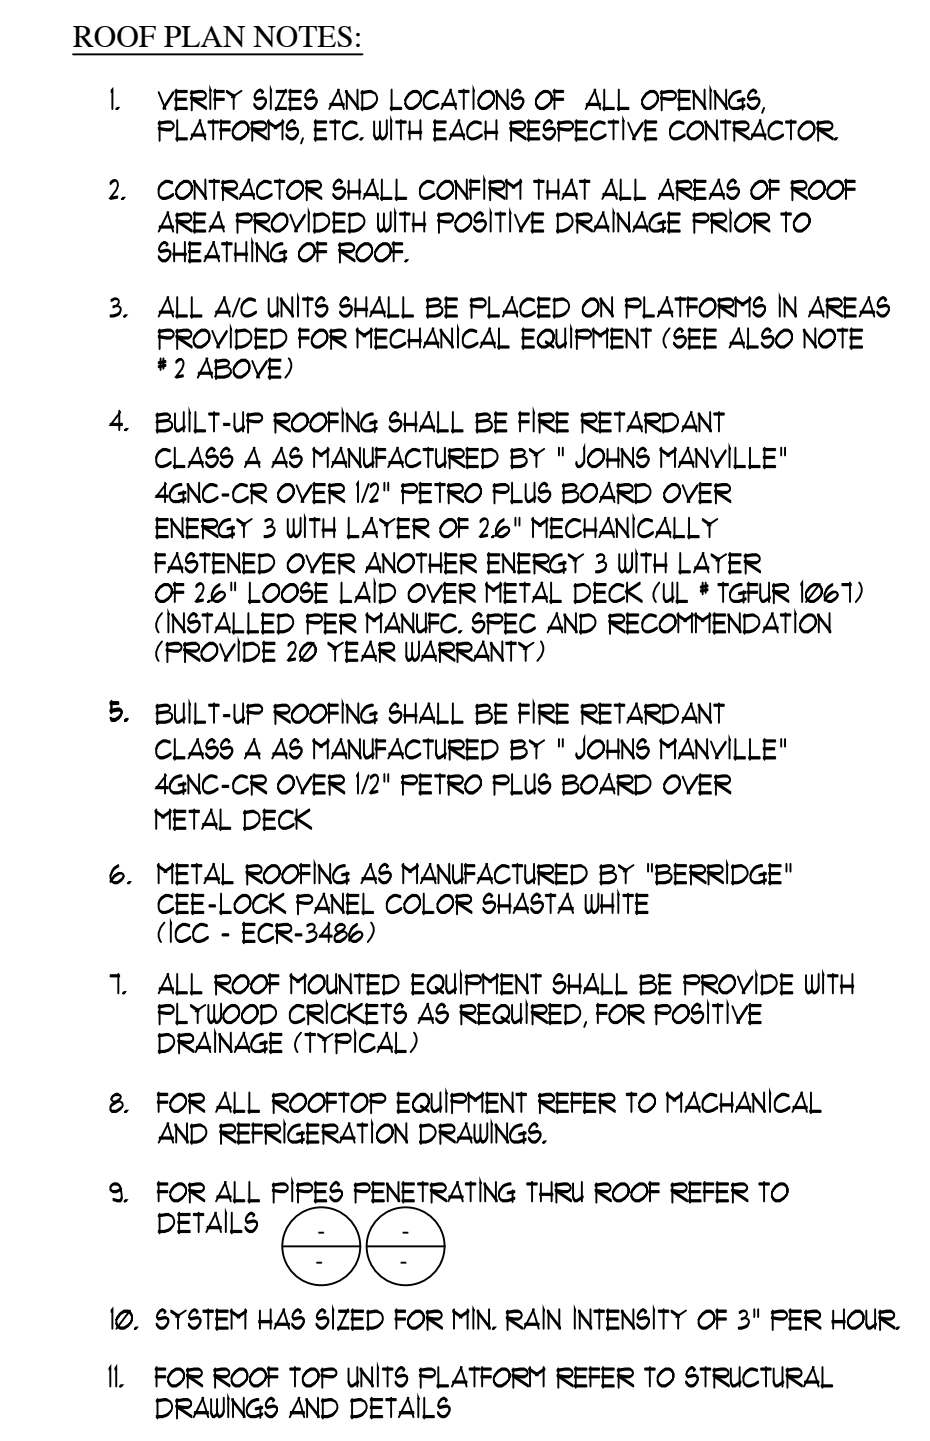 ROOF PLAN NOTES:
1. VERIFY SIZES AND LOCATIONS OF ALL OPENINGS,
PLATFORMS, ETC. WITH EACH RESPECTIVE CONTRACTOR.
2. CONTRACTOR SHALL CONFIRM THAT ALL AREAS OF ROOF
AREA PROVIDED WITH POSITIVE DRAINAGE PRIOR TO
SHEATHING OF ROOF.
3. ALL A/C UNITS SHALL BE PLACED ON PLATFORMS IN AREAS
PROVIDED FOR MECHANICAL EQUIPMENT (SEE ALSO NOTE
# 2 ABOVE)
4. BUILT-UP ROOFING SHALL BE FIRE RETARDANT
CLASS A AS MANUFACTURED BY " JOHNS MANVILLE"
4GNC-CR OVER 1/2" PETRO PLUS BOARD OVER
ENERGY 3 WITH LAYER OF 2.6" MECHANICALLY
FASTENED OVER ANOTHER ENERGY 3 WITH LAYER
OF 2.6" LOOSE LAID OVER METAL DECK (UL # TGFUR 1067)
(INSTALLED PER MANUFC. SPEC AND RECOMMENDATION
(PROVIDE 20 YEAR WARRANTY)
5. BUILT-UP ROOFING SHALL BE FIRE RETARDANT
CLASS A AS MANUFACTURED BY " JOHNS MANVILLE"
4GNC-CR OVER 1/2" PETRO PLUS BOARD OVER
METAL DECK
6. METAL ROOFING AS MANUFACTURED BY "BERRIDGE"
CEE-LOCK PANEL COLOR SHASTA WHITE
(ICC - ECR-3486)
7. ALL ROOF MOUNTED EQUIPMENT SHALL BE PROVIDE WITH
PLYWOOD CRICKETS AS REQUIRED, FOR POSITIVE
DRAINAGE (TYPICAL)
8. FOR ALL ROOFTOP EQUIPMENT REFER TO MACHANICAL
AND REFRIGERATION DRAWINGS.
9. FOR ALL PIPES PENETRATING THRU ROOF REFER TO
DETAILS - -
- -
10. SYSTEM HAS SIZED FOR MIN. RAIN INTENSITY OF 3" PER HOUR.
11. FOR ROOF TOP UNITS PLATFORM REFER TO STRUCTURAL
DRAWINGS AND DETAILS